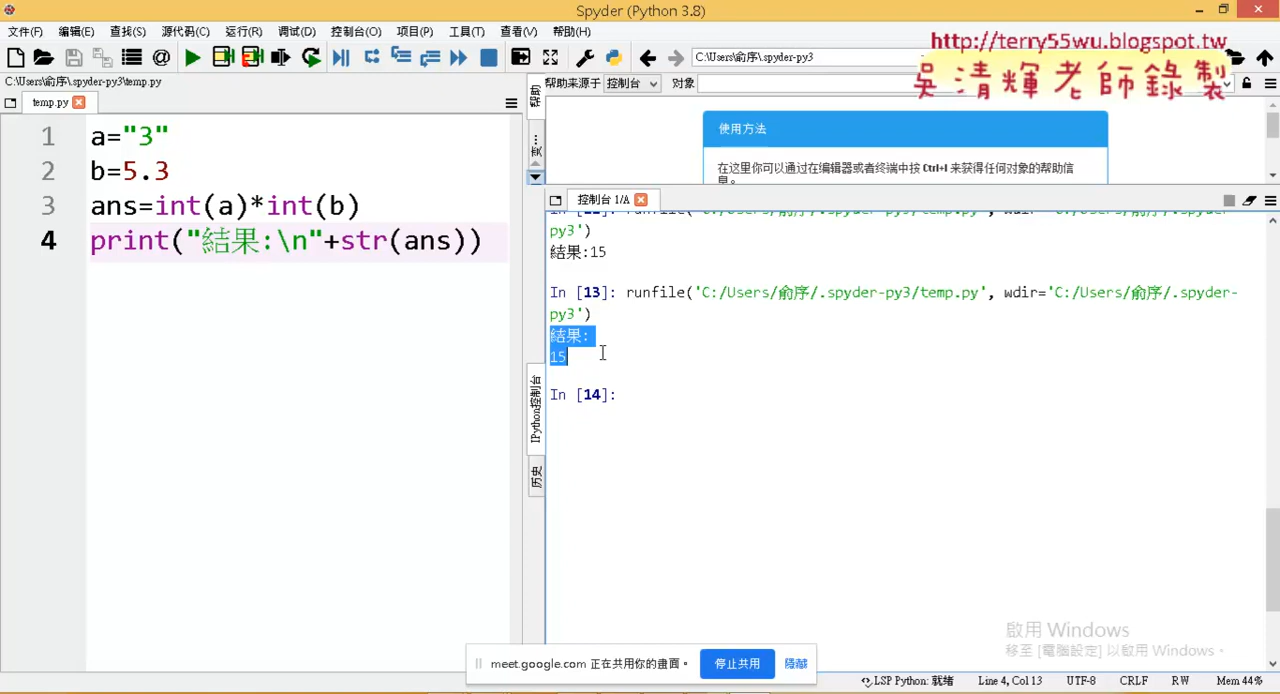 Spyder (Python 3.8)
文件(F) 编辑(E) 查找(S) 源代码(C) 运行(R) 调试(D) 控制台(O) 项目(P) 工具(T) 查看(V) 帮助(H)
http://terry55wu.blogspot.tw
吳清輝老師錄製
C:\Users\俞序\spyder-py3
C:\Users\俞序\spyder-py3\temp.py
帮助来源于 控制台 对象
temp.py
帮助
使用方法
在这里你可以通过在编辑器或者终端中按 Ctrl+I 来获得任何对象的帮助信
息。
1 a="3"
2 b=5.3
3 ans=int(a)*int(b)
4 print("結果:\n"+str(ans))
控制台 1/A
py3')
結果:15
In [13]: runfile('C:/Users/俞序/.spyder-py3/temp.py', wdir='C:/Users/俞序/.spyder-
py3')
結果:
15
In [14]:
IPython控制台
历史
啟用 Windows
移至 [電腦設定] 以啟用 Windows。
meet.google.com 正在共用你的畫面。 停止共用 隱藏
LSP Python: 就绪 Line 4, Col 13 UTF-8 CRLF RW Mem 44%